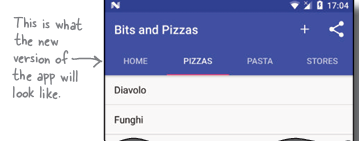 This is what
the new
version of
the app will
look like.
17:04
Bits and Pizzas
HOME PIZZAS PASTA STORES
Diavolo
Funghi